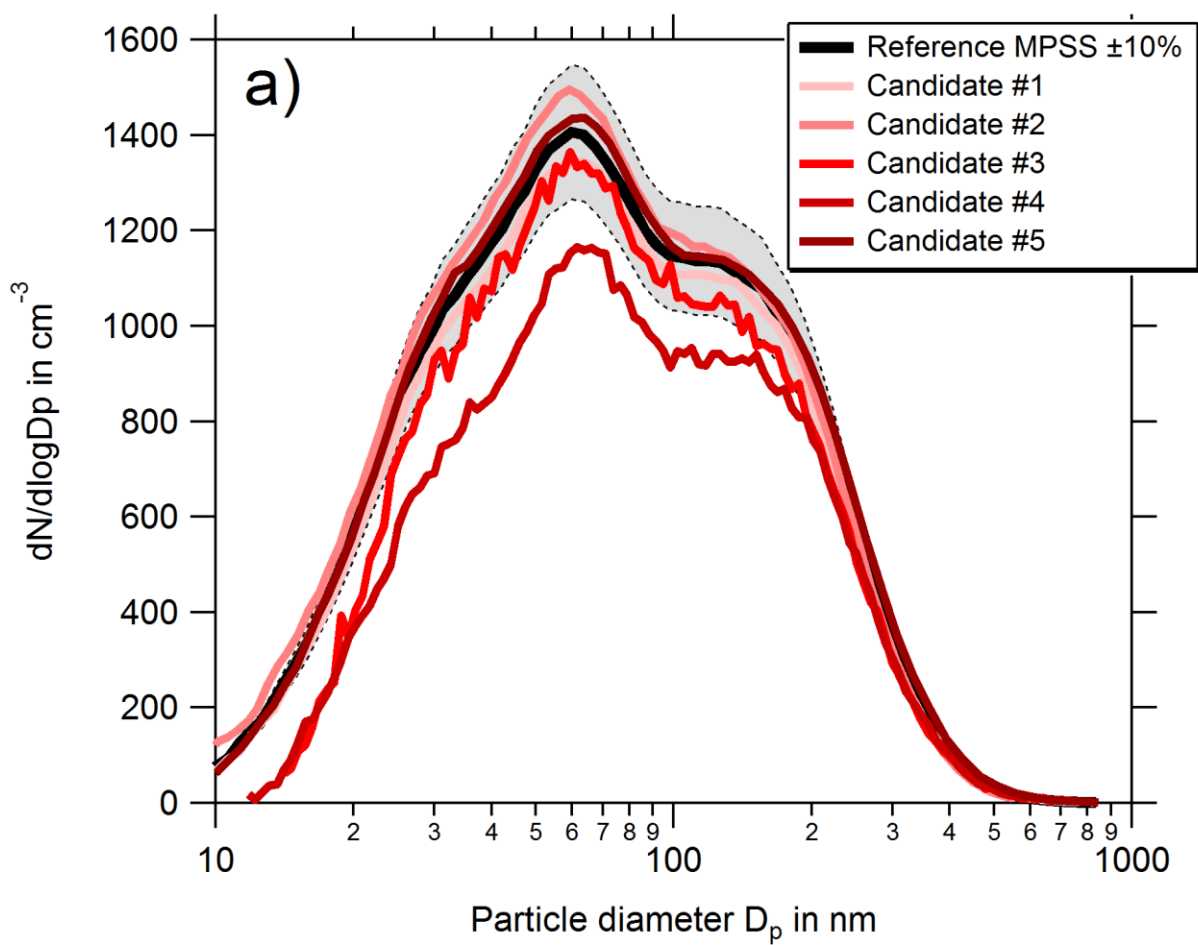 a)
Reference MPSS ±10%
Candidate #1
Candidate #2
Candidate #3
Candidate #4
Candidate #5
dN/dlogDp in cm⁻³
1600
1400
1200
1000
800
600
400
200
0
2 3 4 5 6 7 8 9 2 3 4 5 6 7 8 9
10 100 1000
Particle diameter Dₚ in nm